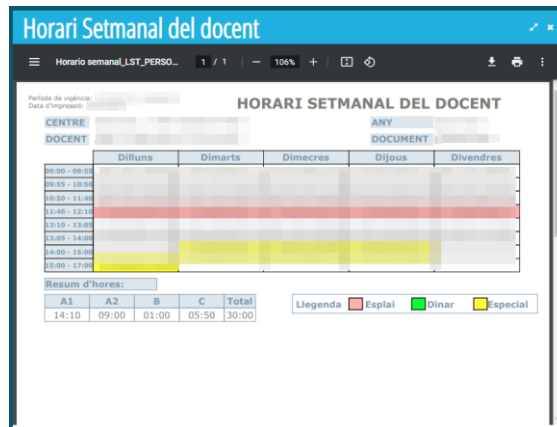 Horari Setmanal del docent
Horario semanal_LST_PERSO... 1 / 1 106%
Període de vigència:
Data d'impressió:
HORARI SETMANAL DEL DOCENT
CENTRE ANY
DOCENT DOCUMENT
Dilluns Dimarts Dimecres Dijous Divendres
09:00 - 09:55
09:55 - 10:50
10:50 - 11:40
11:40 - 12:10
12:10 - 13:05
13:05 - 14:00
14:00 - 15:00
15:00 - 17:00
Resum d'hores:
A1 A2 B C Total
14:10 09:00 01:00 05:50 30:00
Llegenda Esplai Dinar Especial